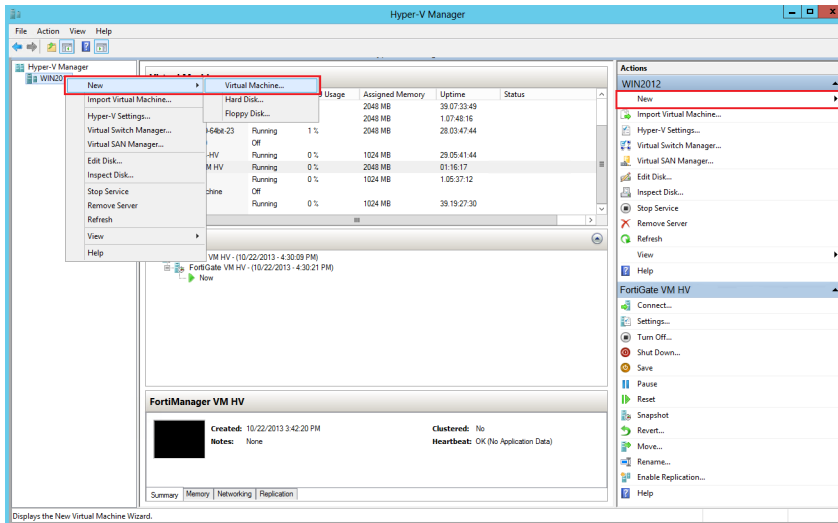 Hyper-V Manager
File Action View Help
Hyper-V Manager
WIN201
New
Import Virtual Machine...
Hyper-V Settings...
Virtual Switch Manager...
Virtual SAN Manager...
Edit Disk...
Inspect Disk...
Stop Service
Remove Server
Refresh
View
Help
Virtual Machine...
Hard Disk...
Floppy Disk...
Usage Assigned Memory Uptime Status
2048 MB 39.07:33:49
2048 MB 1.07:48:16
-64bit-23 Running 1 % 2048 MB 28.03:47:44
Off
-HV Running 0 % 1024 MB 29.05:41:44
M HV Running 0 % 2048 MB 01:16:17
Running 0 % 1024 MB 1.05:37:12
chine Off
Running 0 % 1024 MB 39.19:27:30
VM HV - (10/22/2013 - 4:30:09 PM)
FortiGate VM HV - (10/22/2013 - 4:30:21 PM)
Now
FortiManager VM HV
Created: 10/22/2013 3:42:20 PM Clustered: No
Notes: None Heartbeat: OK (No Application Data)
Summary Memory Networking Replication
Actions
WIN2012
New
Import Virtual Machine...
Hyper-V Settings...
Virtual Switch Manager...
Virtual SAN Manager...
Edit Disk...
Inspect Disk...
Stop Service
Remove Server
Refresh
View
Help
FortiGate VM HV
Connect...
Settings...
Turn Off...
Shut Down...
Save
Pause
Reset
Snapshot
Revert...
Move...
Rename...
Enable Replication...
Help
Displays the New Virtual Machine Wizard.